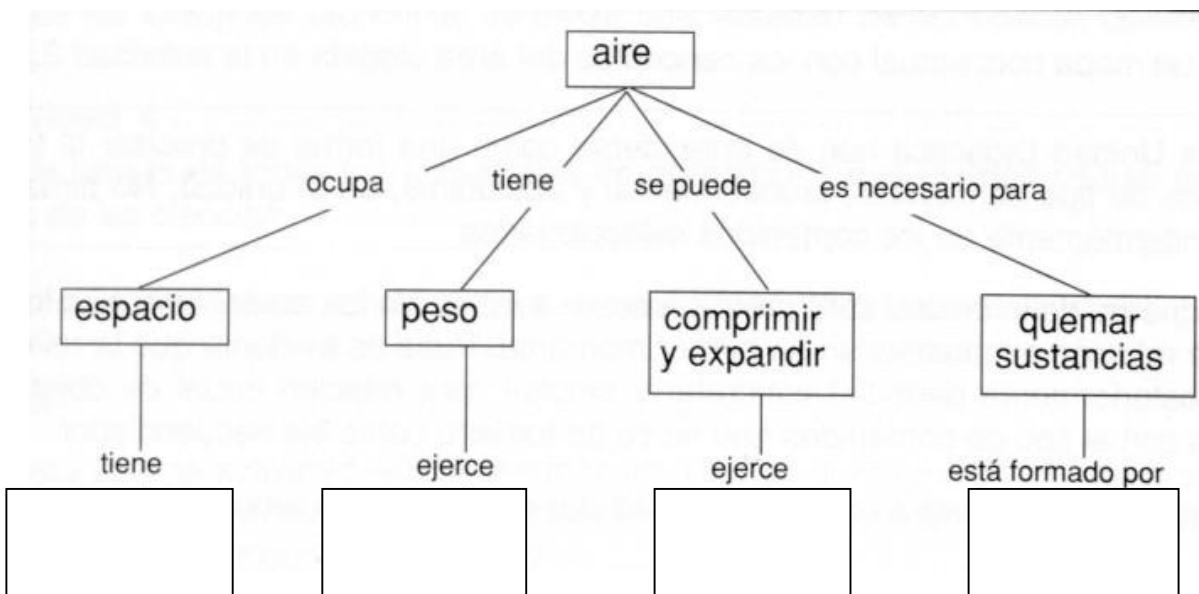 aire
ocupa
tiene
se puede
es necesario para
espacio
peso
comprimir
y expandir
quemar
sustancias
tiene
ejerce
ejerce
está formado por